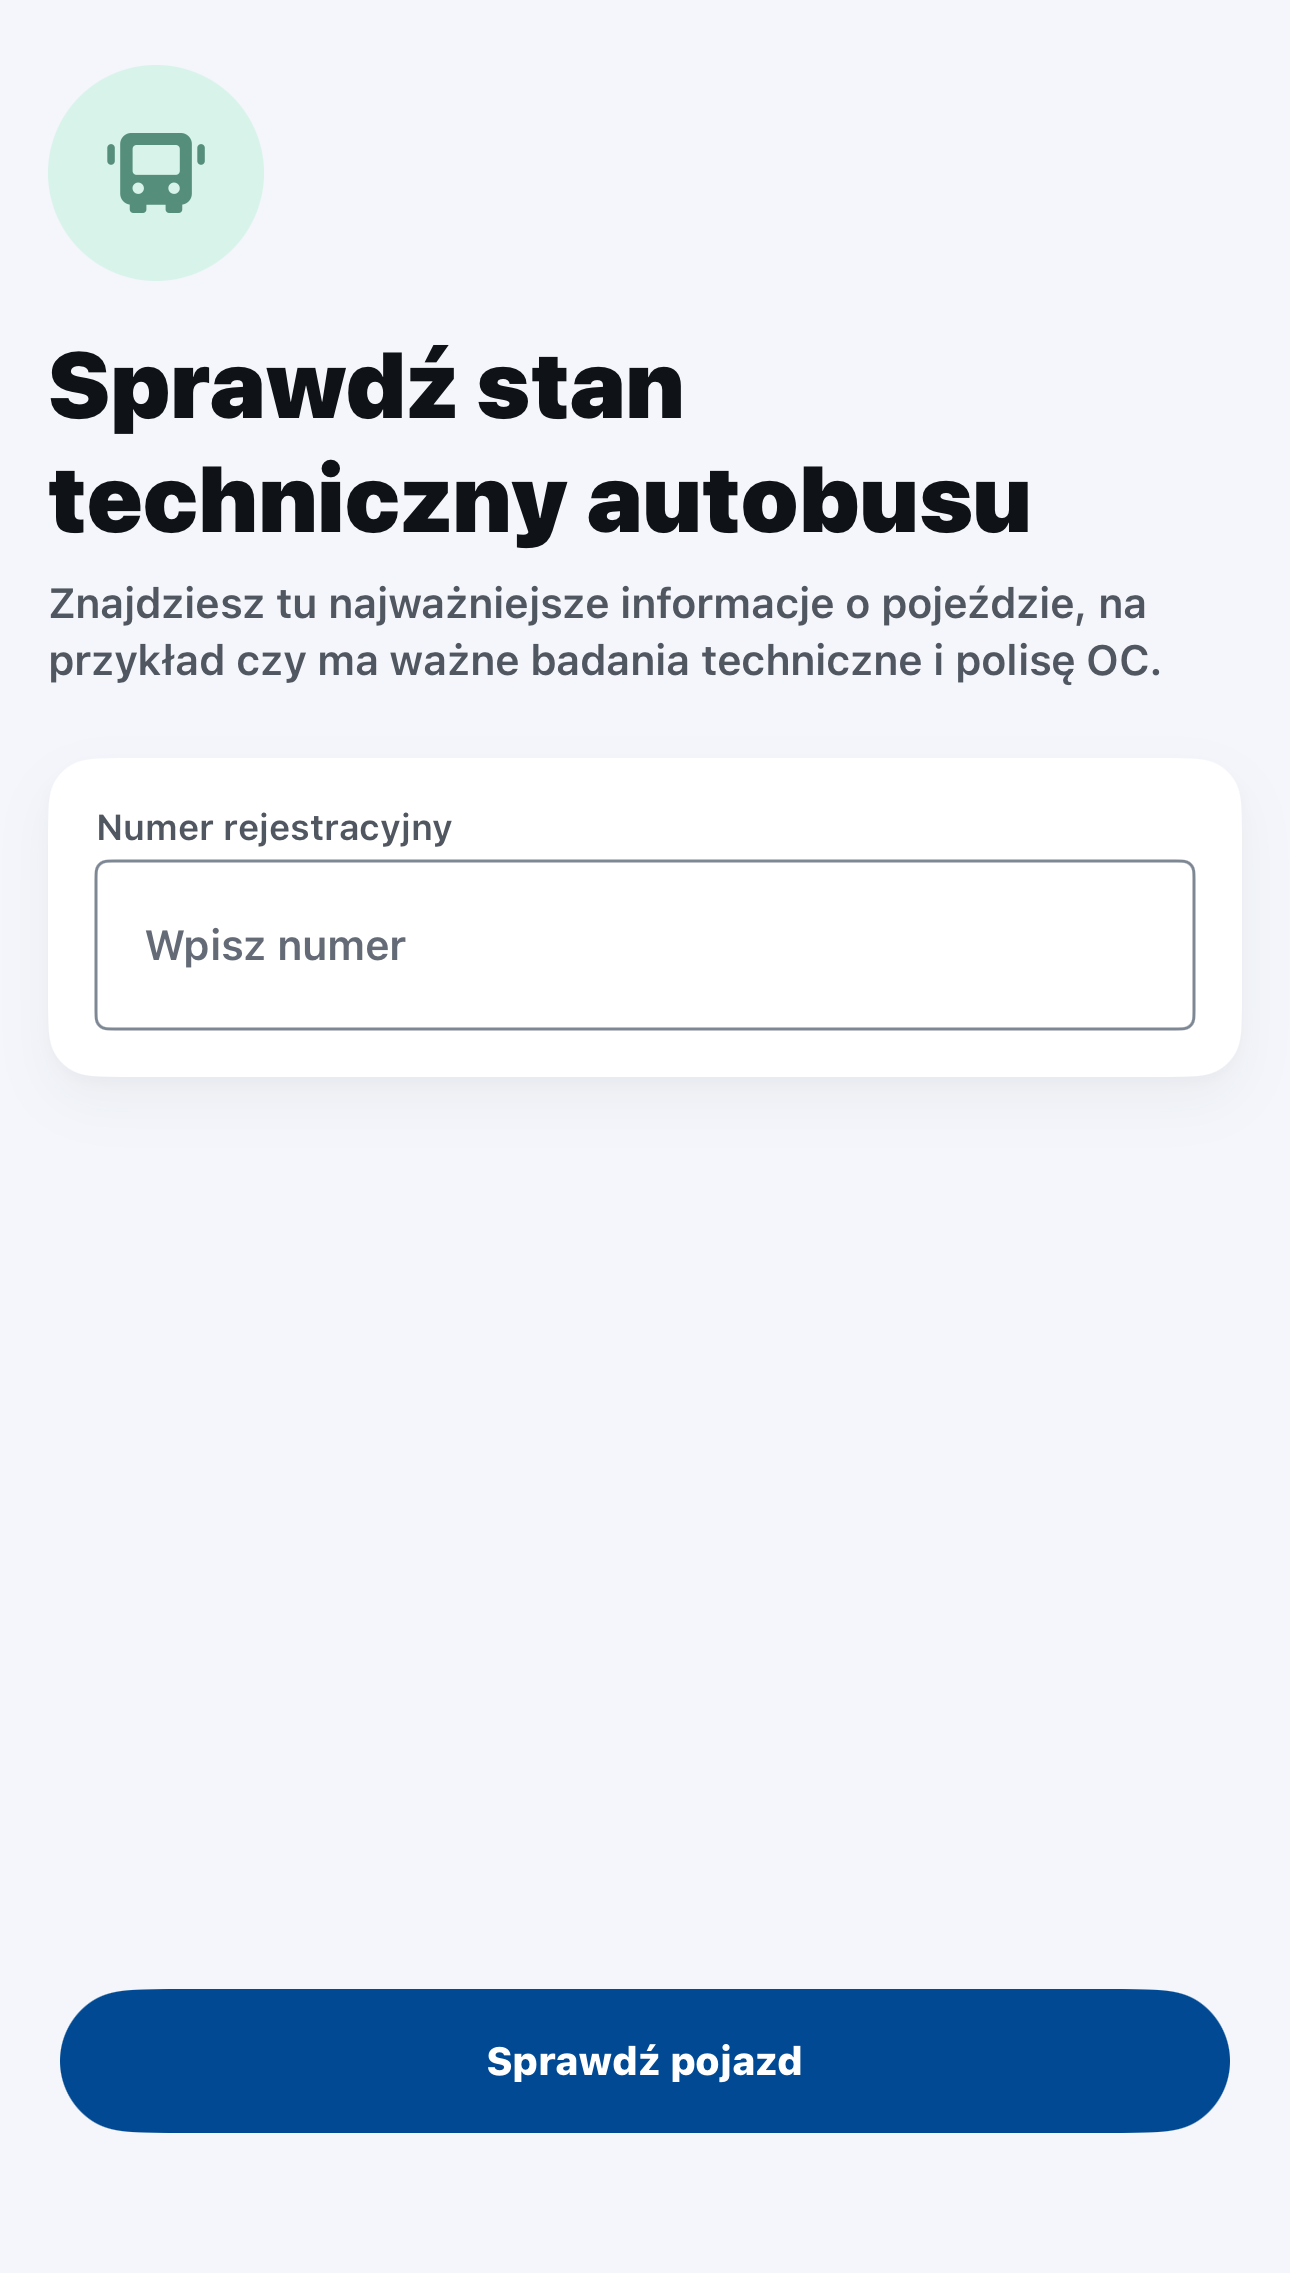 Sprawdź stan
techniczny autobusu
Znajdziesz tu najważniejsze informacje o pojeździe, na
przykład czy ma ważne badania techniczne i polisę OC.
Numer rejestracyjny
Wpisz numer
Sprawdź pojazd